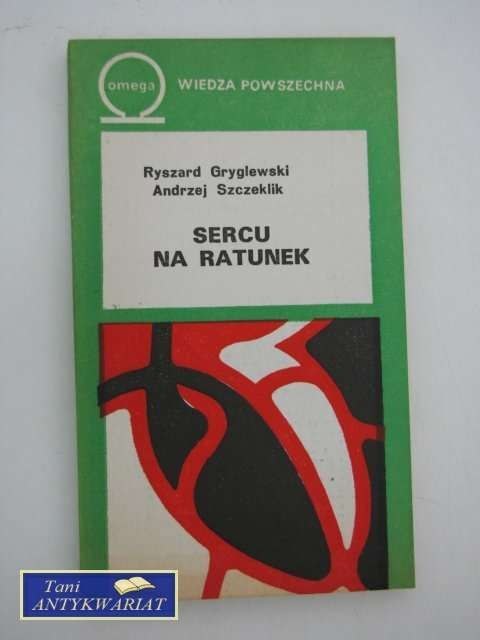 omega
WIEDZA POWSZECHNA
Ryszard Gryglewski
Andrzej Szczeklik
SERCU
NA RATUNEK
Tani
ANTYKWARIAT